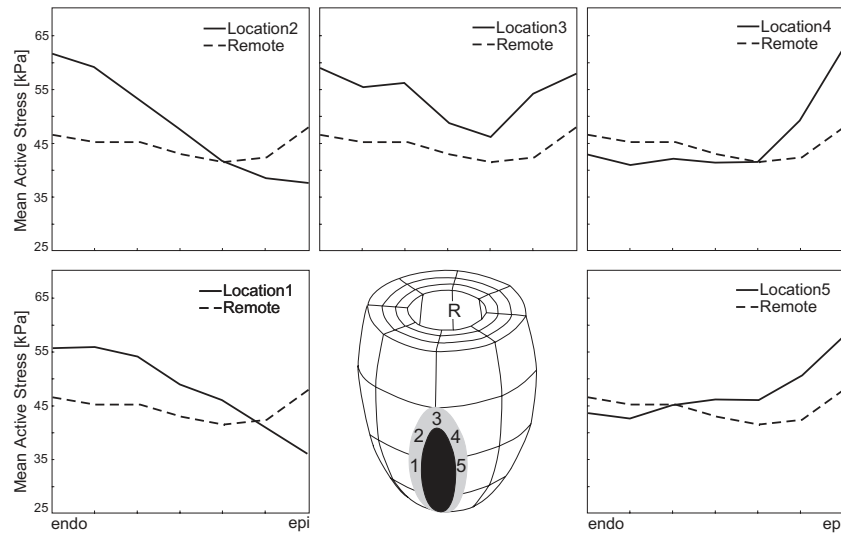 Mean Active Stress [kPa]
65
55
45
35
25
Location2
Remote
Location3
Remote
Location4
Remote
Mean Active Stress [kPa]
65
55
45
35
25
Location1
Remote
endo
epi
R
3
2
4
1
5
Location5
Remote
endo
epi